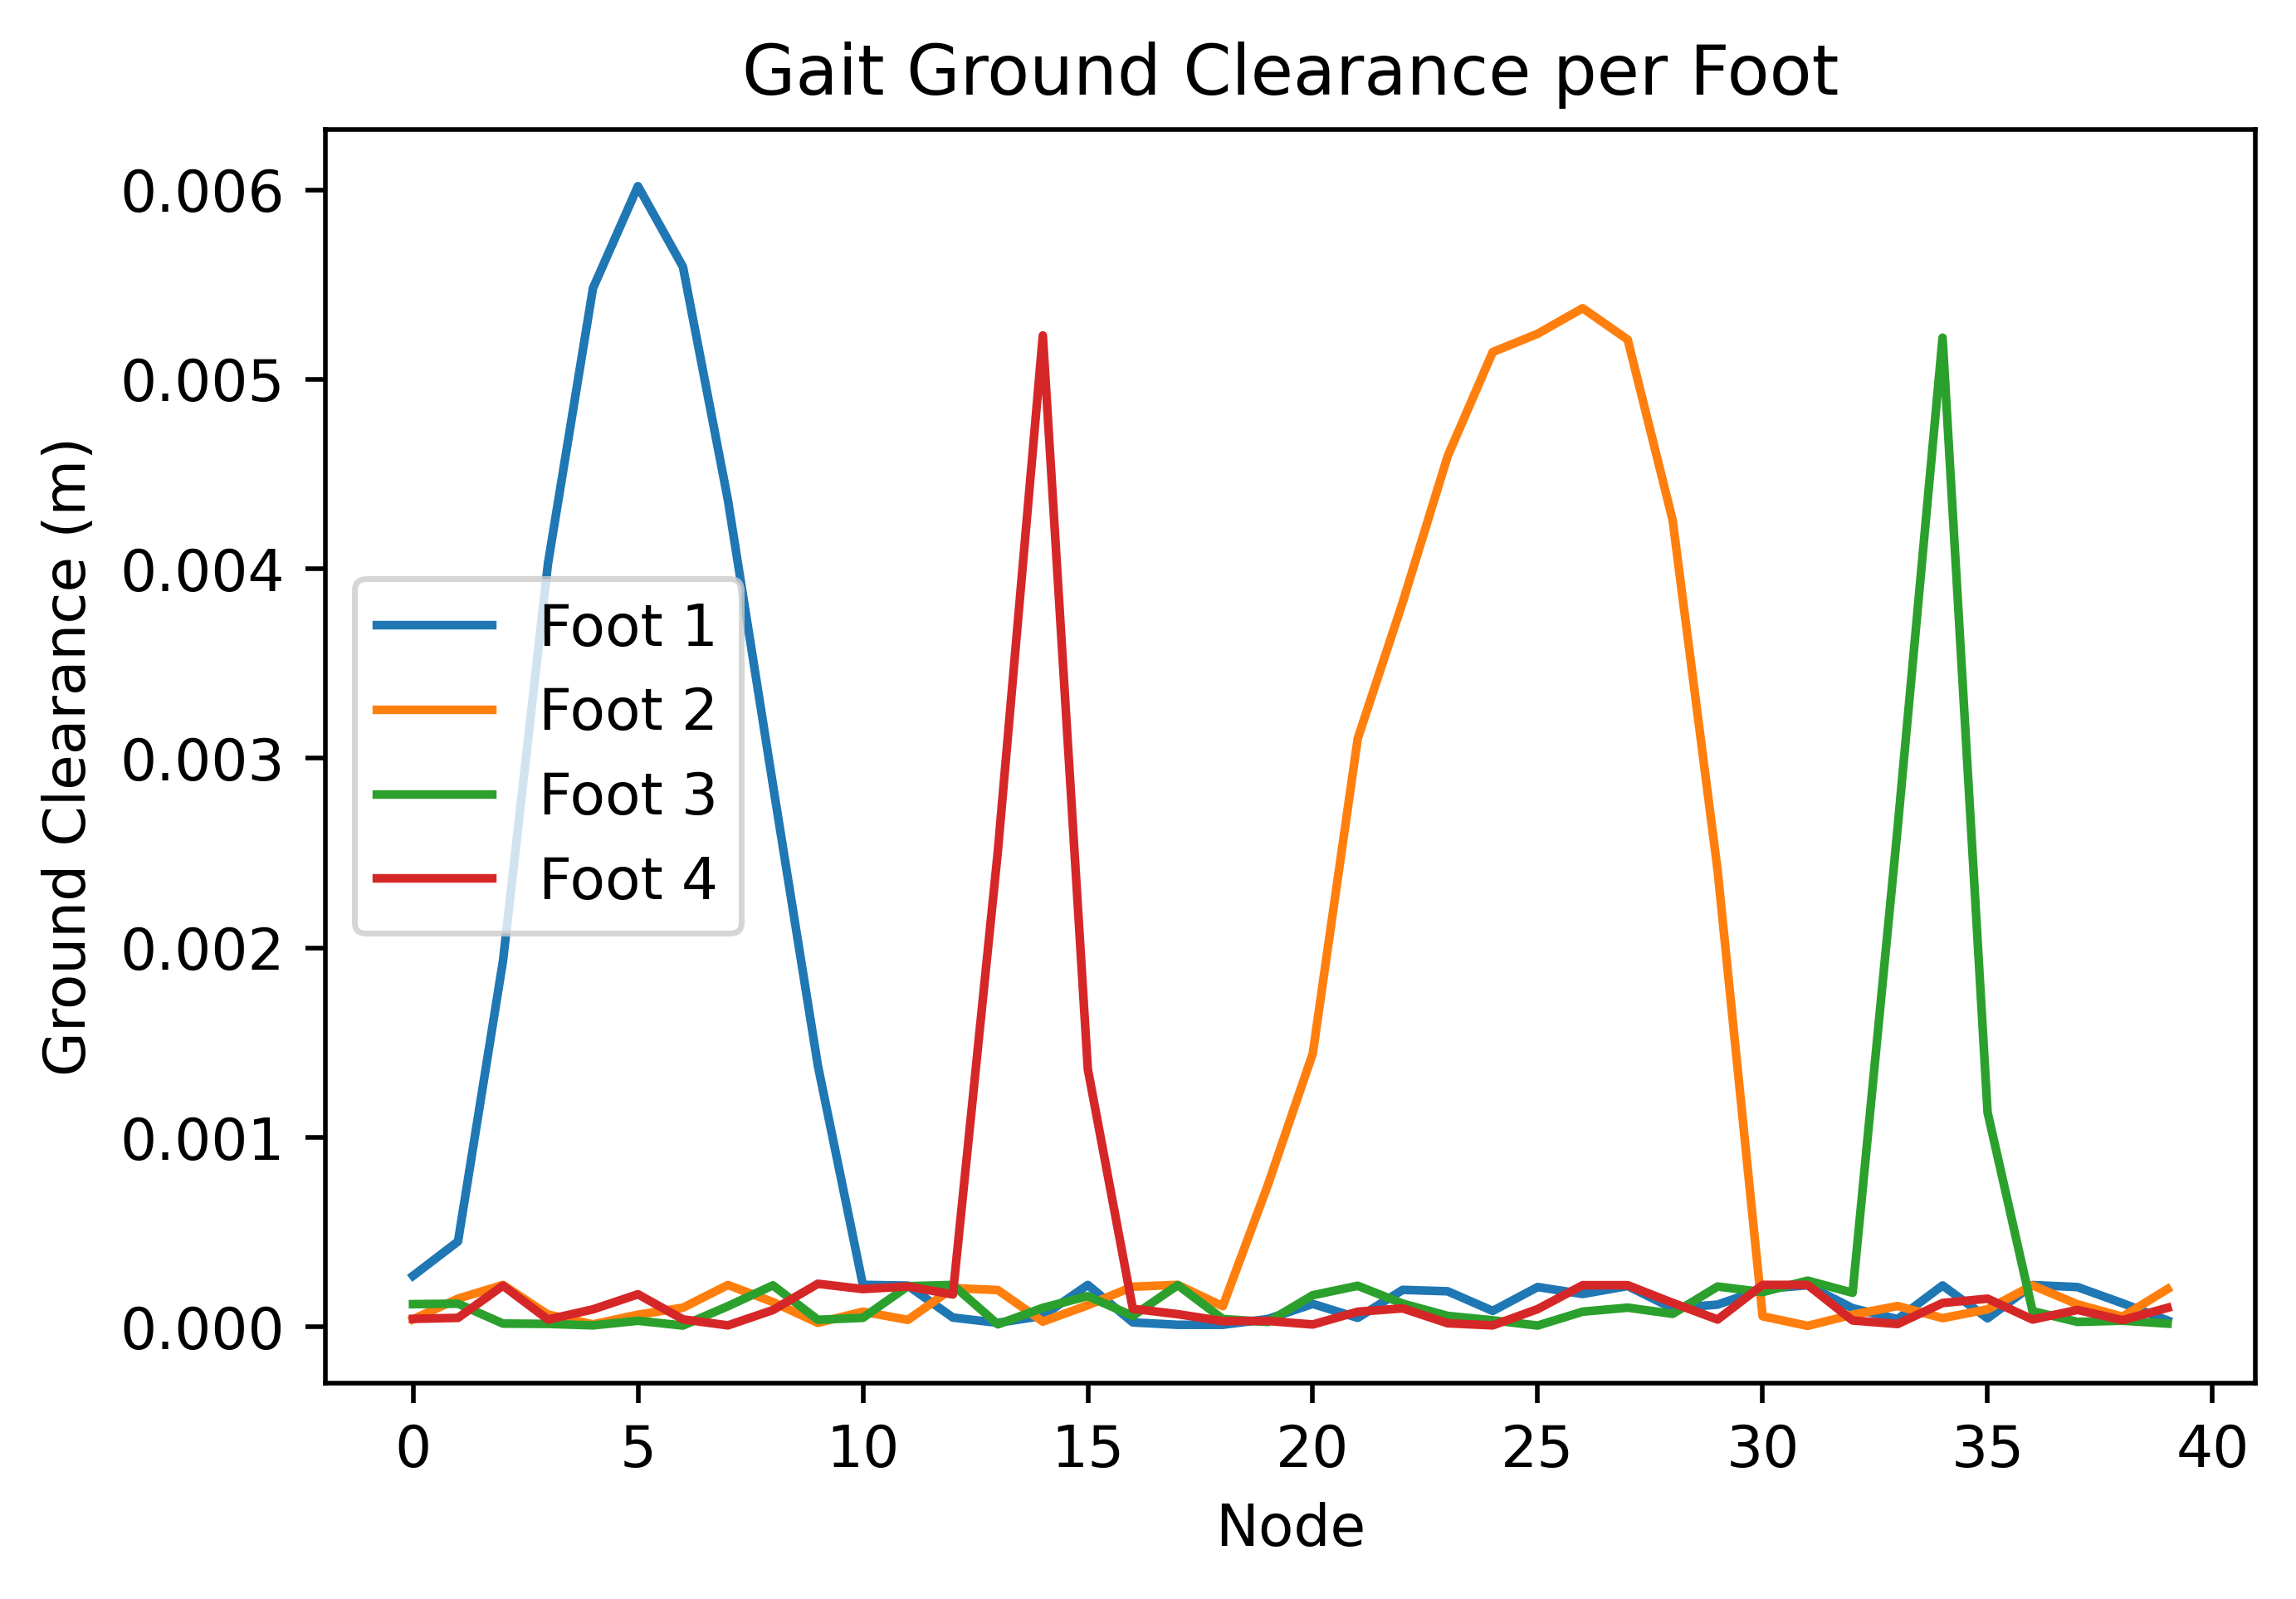 Gait Ground Clearance per Foot
Ground Clearance (m)
0.006
0.005
0.004
0.003
0.002
0.001
0.000
Foot 1
Foot 2
Foot 3
Foot 4
0 5 10 15 20 25 30 35 40
Node